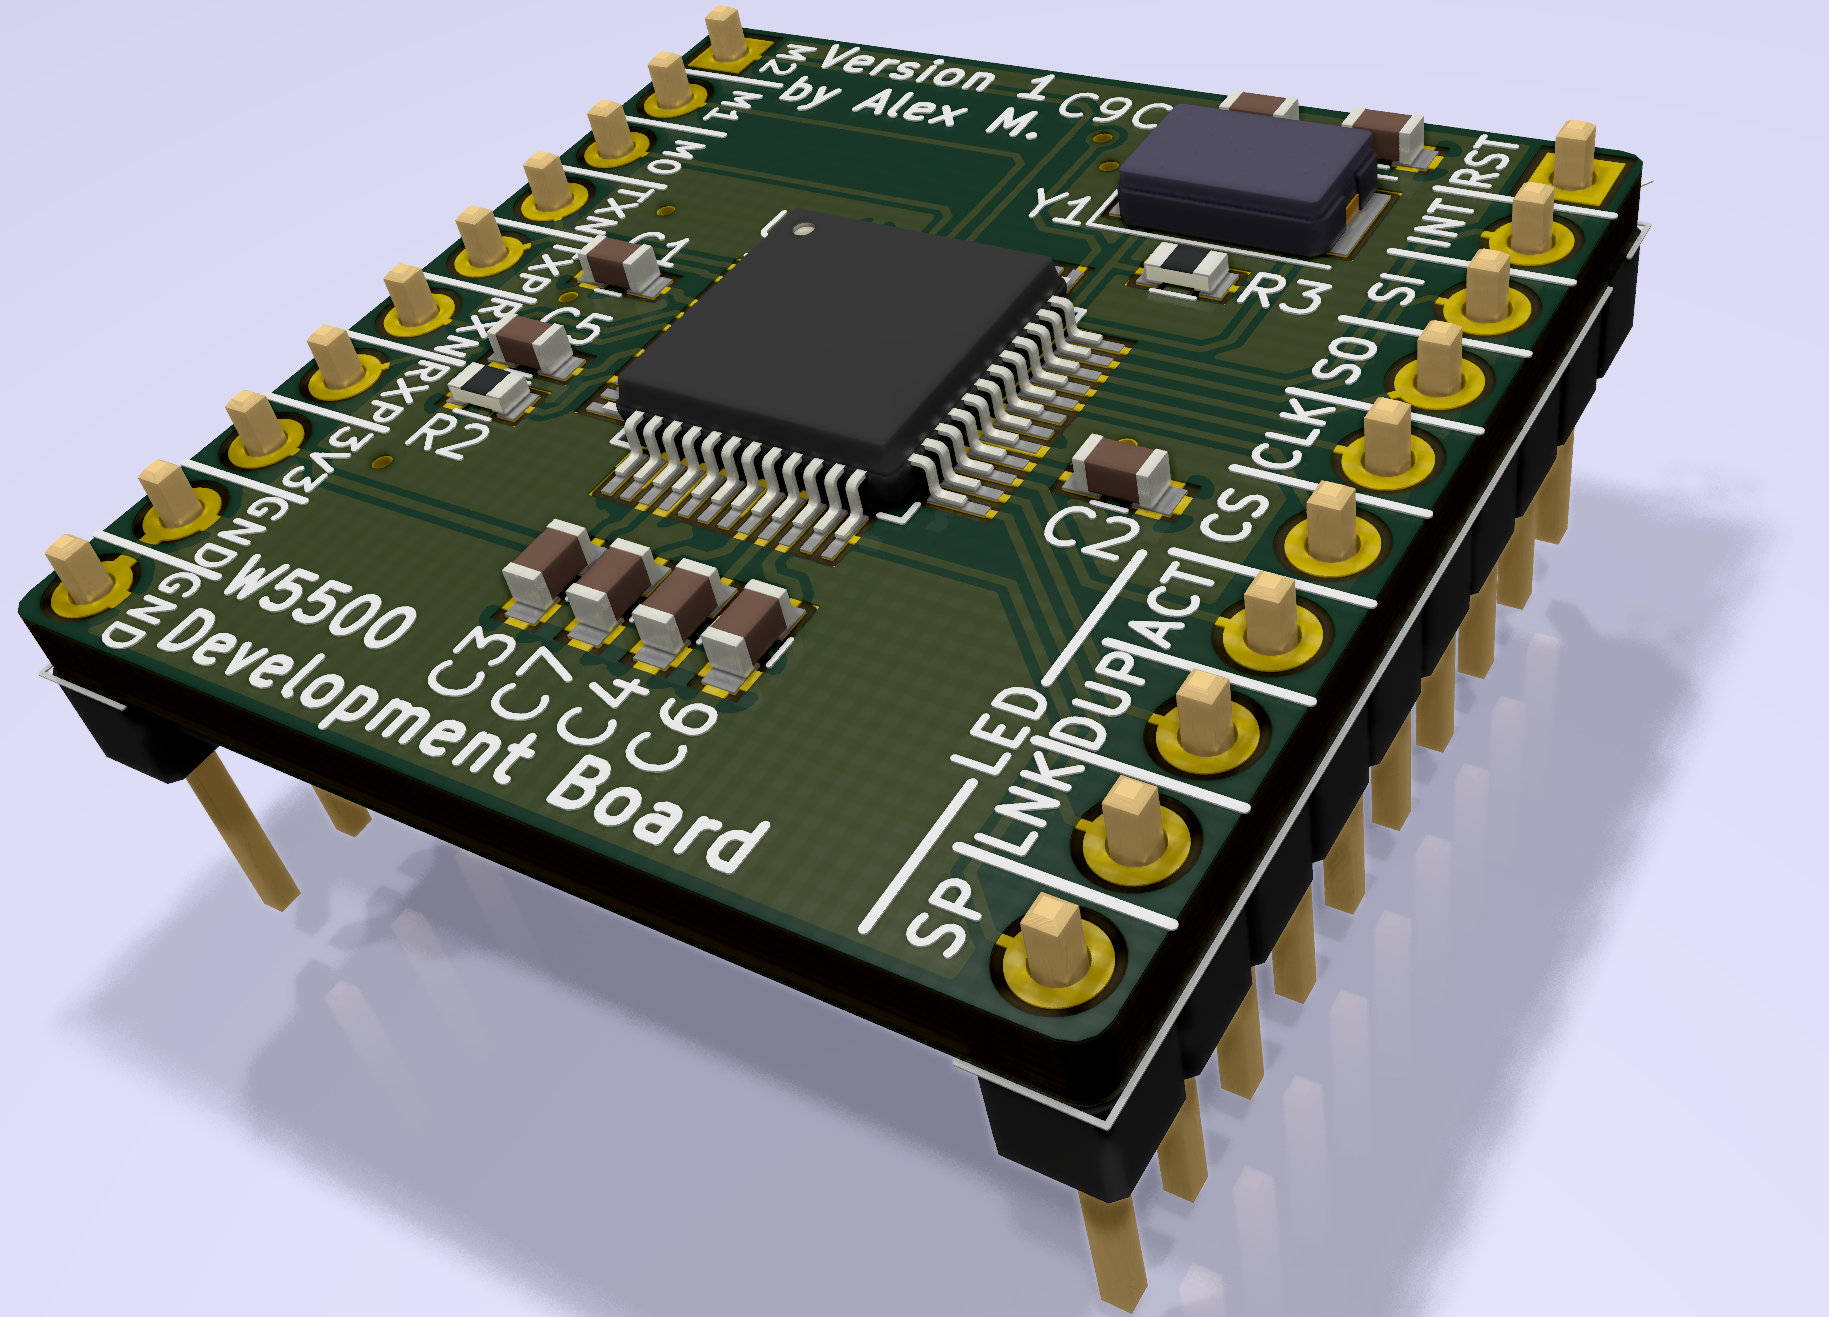 Version 1
by Alex M.
M2
M1
M0
TXN
TXP
RXN
RXP
3V3
GND
GND
C9
Y1
R3
C1
C5
R2
C2
C3
C7
C4
C6
W5500
Development Board
RST
INT
SI
SO
CLK
CS
ACT
DUP
LED
LNK
SP